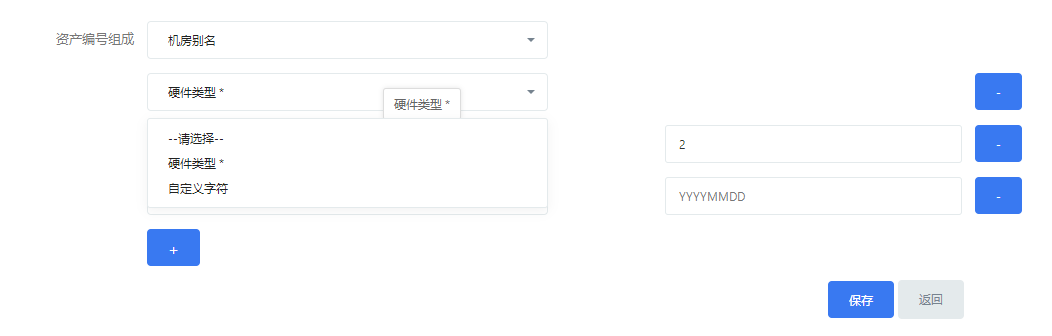 资产编号组成
机房别名
硬件类型 *
-
硬件类型 *
--请选择--
硬件类型 *
自定义字符
2
-
YYYYMMDD
-
+
保存
返回